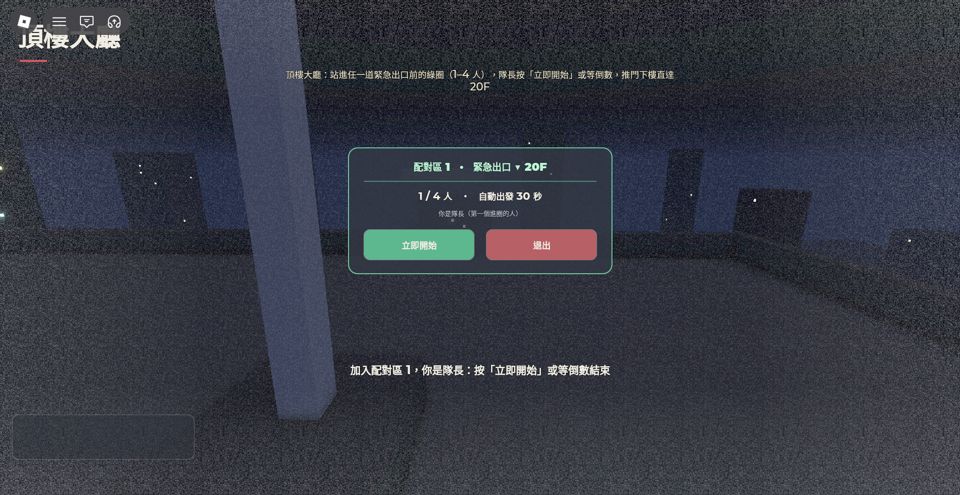 頂樓大廳
頂樓大廳：站進任一道緊急出口前的綠圈（1–4 人），隊長按「立即開始」或等倒數，推門下樓直達
20F
配對區 1 • 緊急出口 ▼ 20F
1 / 4 人 • 自動出發 30 秒
你是隊長（第一個進圈的人）
立即開始
退出
加入配對區 1，你是隊長：按「立即開始」或等倒數結束